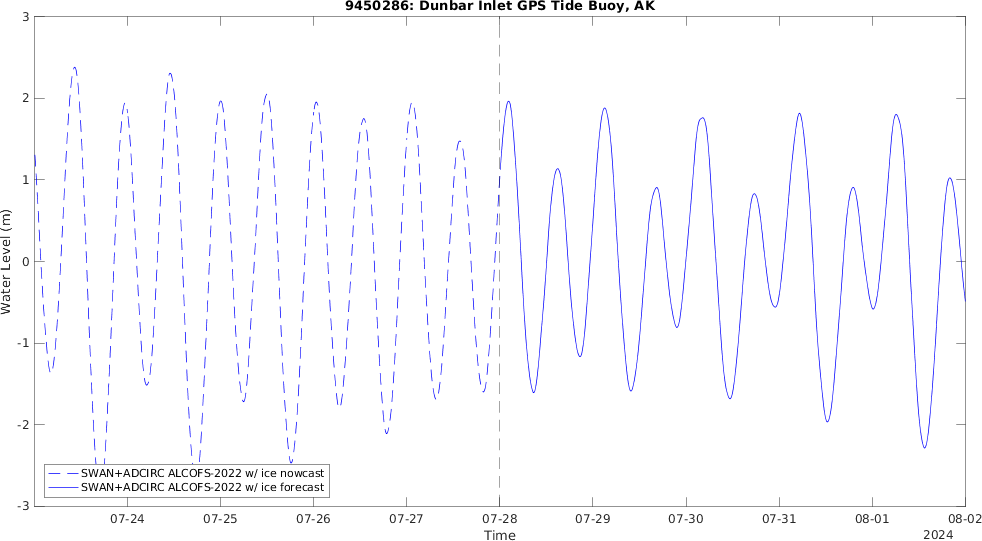 9450286: Dunbar Inlet GPS Tide Buoy, AK
Water Level (m)
3
2
1
0
-1
-2
-3
SWAN+ADCIRC ALCOFS-2022 w/ ice nowcast
SWAN+ADCIRC ALCOFS-2022 w/ ice forecast
07-24 07-25 07-26 07-27 07-28 07-29 07-30 07-31 08-01 08-02
Time
2024